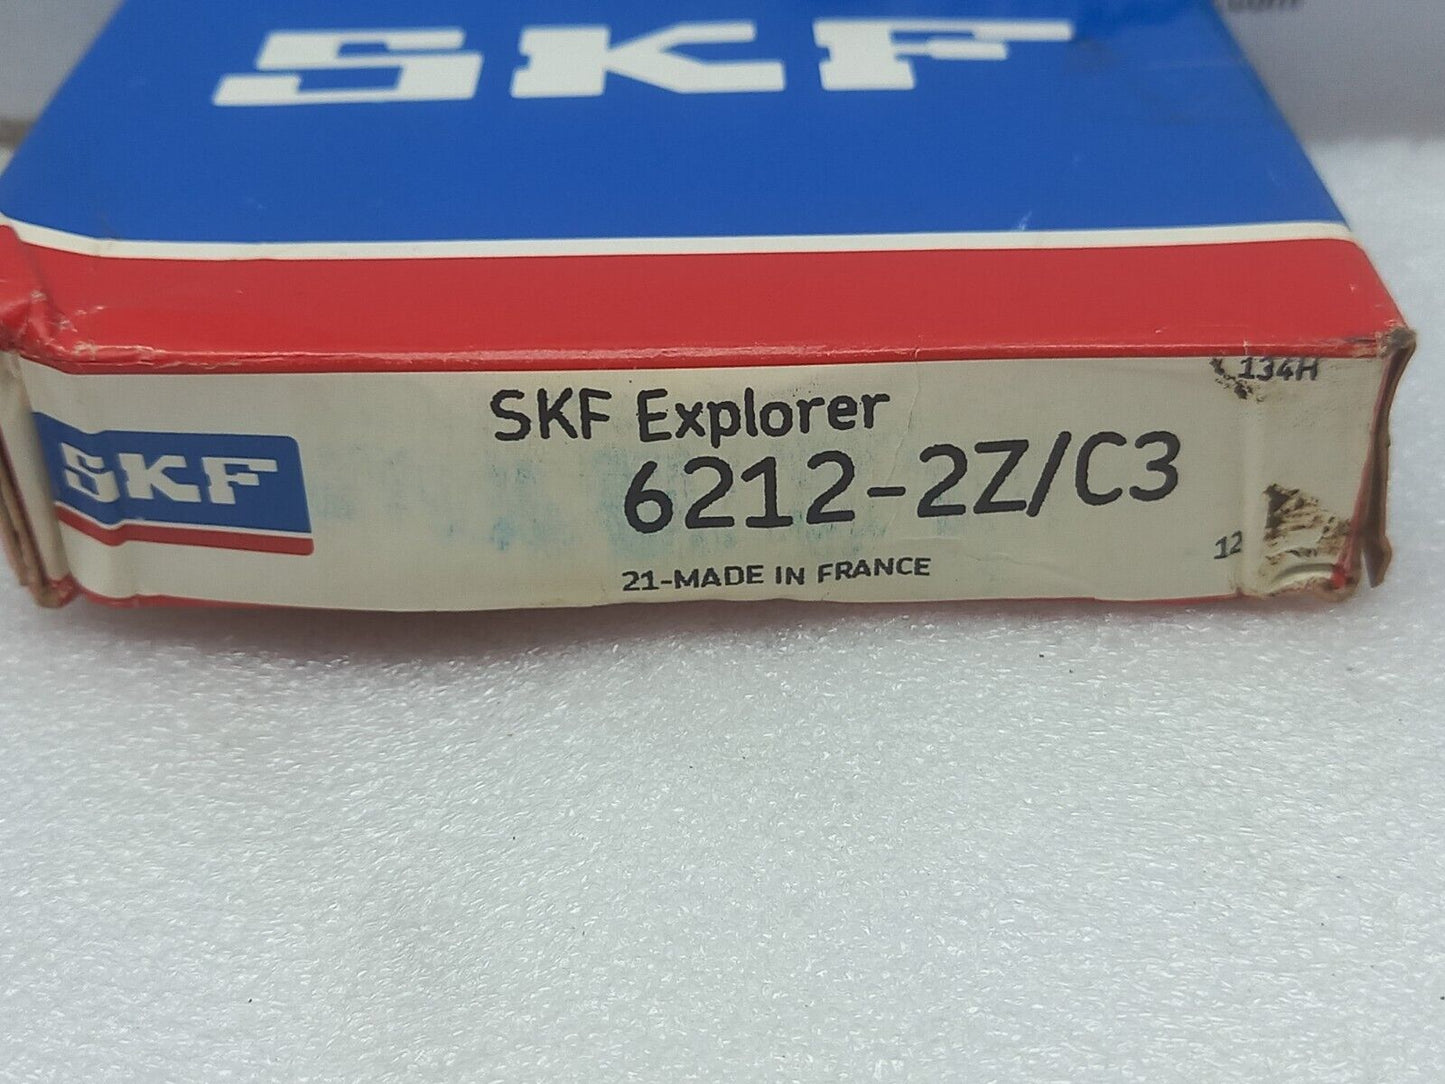 SKF
134H
SKF Explorer
SKF
6212-2Z/C3
12
21-MADE IN FRANCE